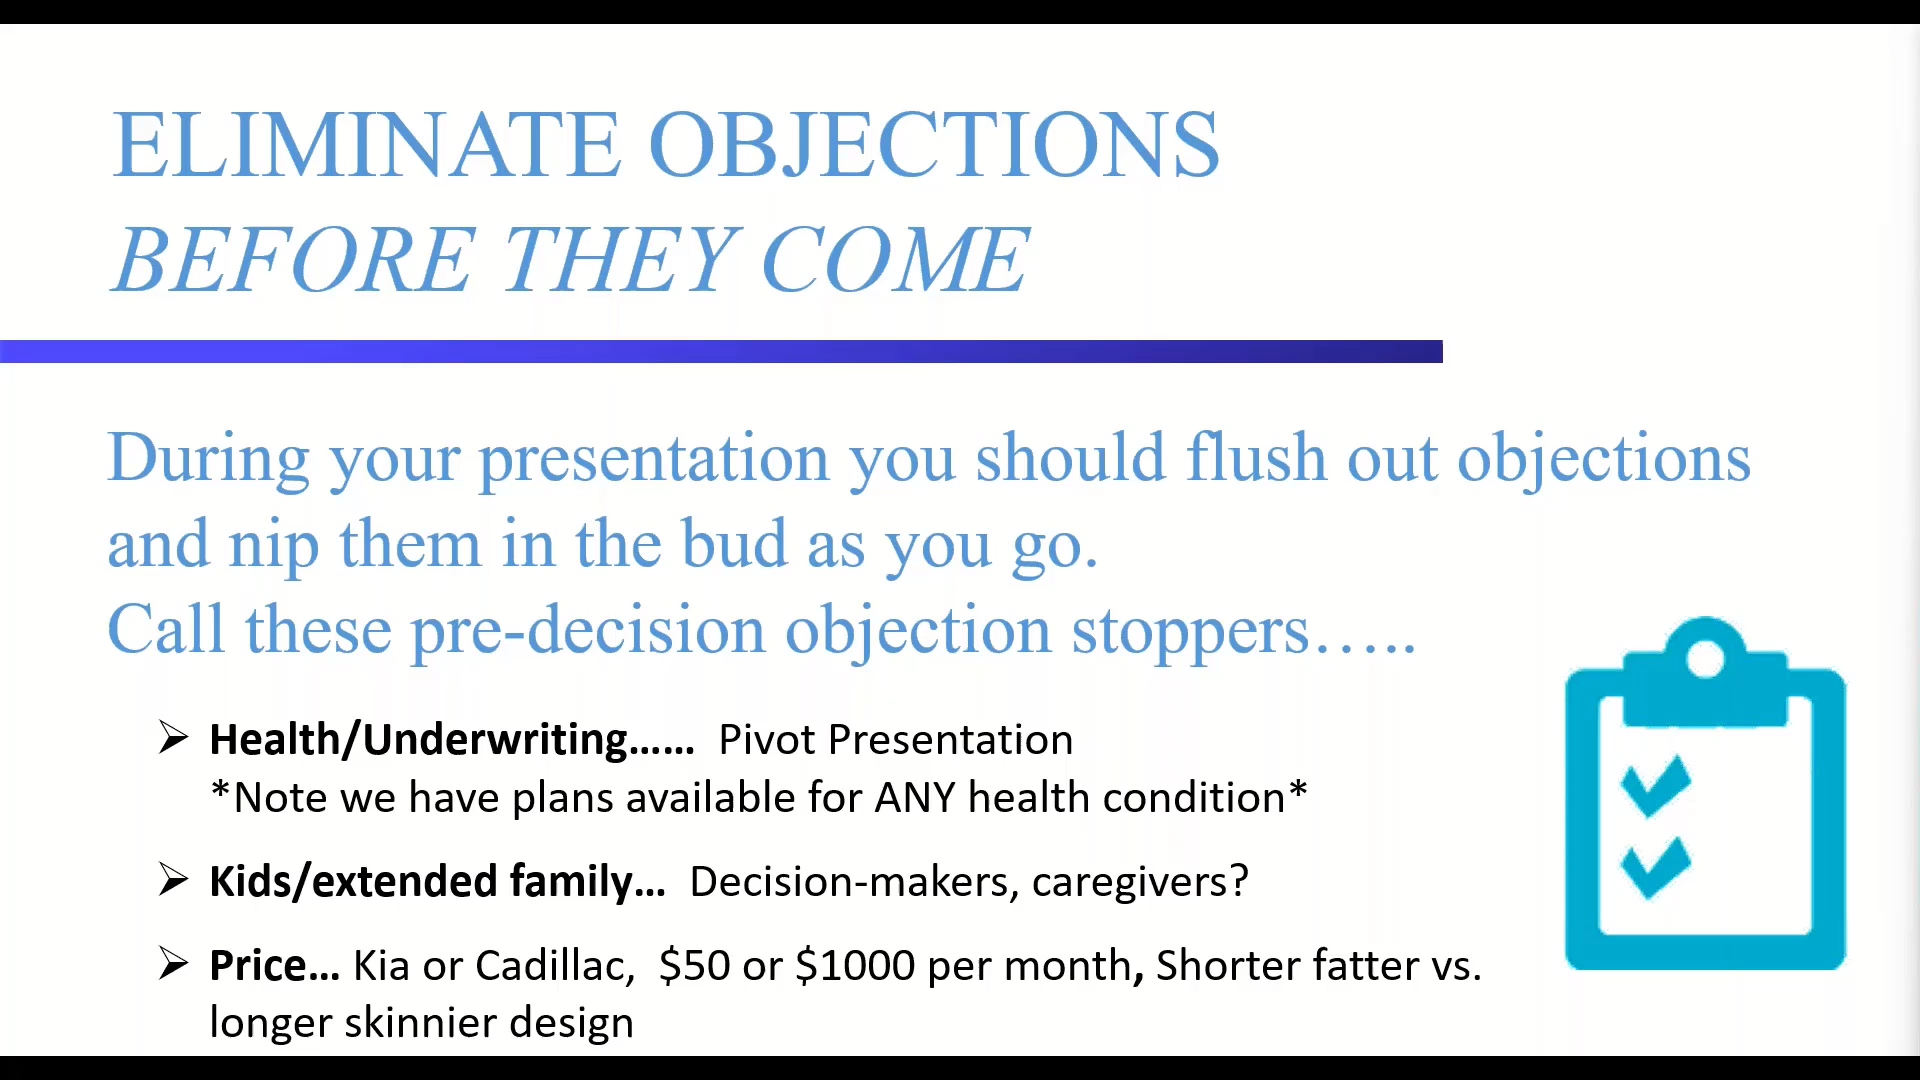 ELIMINATE OBJECTIONS
BEFORE THEY COME
During your presentation you should flush out objections
and nip them in the bud as you go.
Call these pre-decision objection stoppers…..
➢ Health/Underwriting…… Pivot Presentation
*Note we have plans available for ANY health condition*
➢ Kids/extended family… Decision-makers, caregivers?
➢ Price… Kia or Cadillac, $50 or $1000 per month, Shorter fatter vs.
longer skinnier design